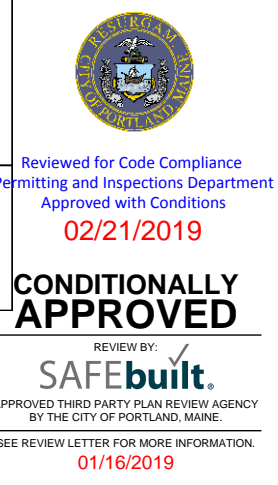 RESURGAM
CITY OF PORTLAND, MAINE
Reviewed for Code Compliance
Permitting and Inspections Department
Approved with Conditions
02/21/2019
CONDITIONALLY
APPROVED
REVIEW BY:
SAFEbuilt®
APPROVED THIRD PARTY PLAN REVIEW AGENCY
BY THE CITY OF PORTLAND, MAINE.
SEE REVIEW LETTER FOR MORE INFORMATION.
01/16/2019